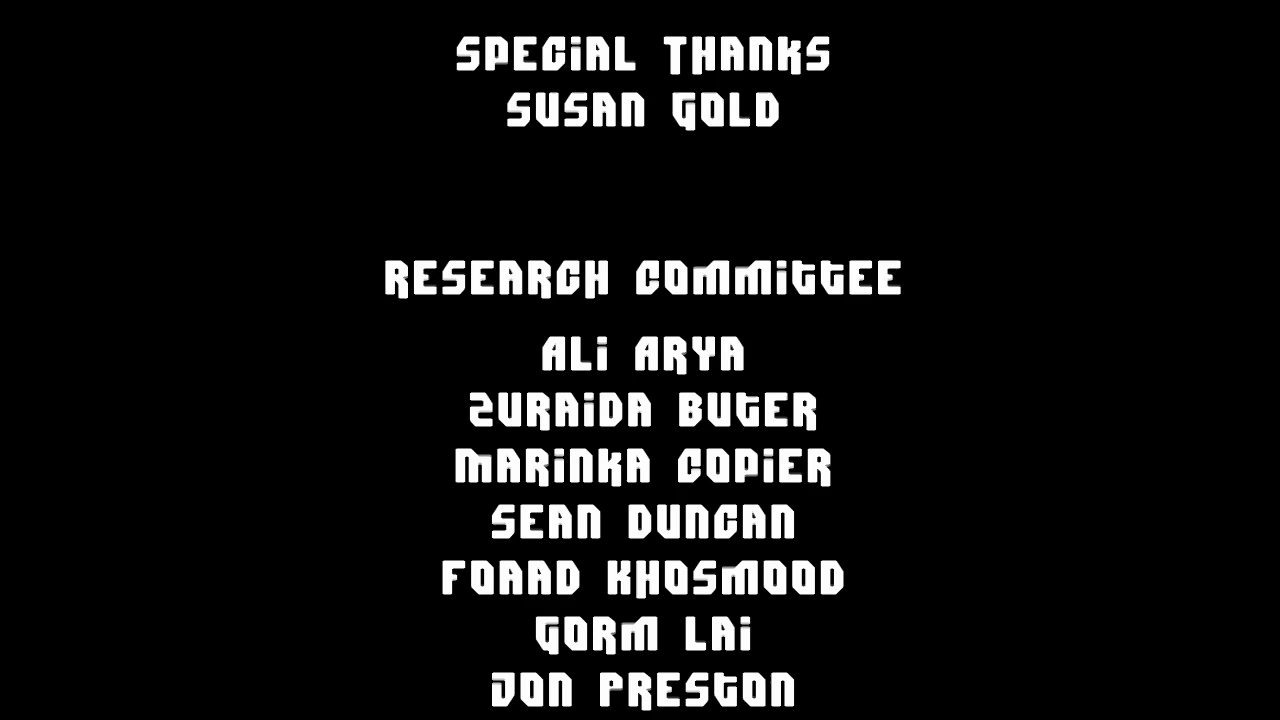 SPECiAL THANKS
SUSAN GOLD
RESEARCH COMMiTTEE
ALi ARYA
ZURAiDA BUTER
MARiNKA COPiER
SEAN DUNCAN
FOAAD KHOSMOOD
GORM LAi
JON PRESTON